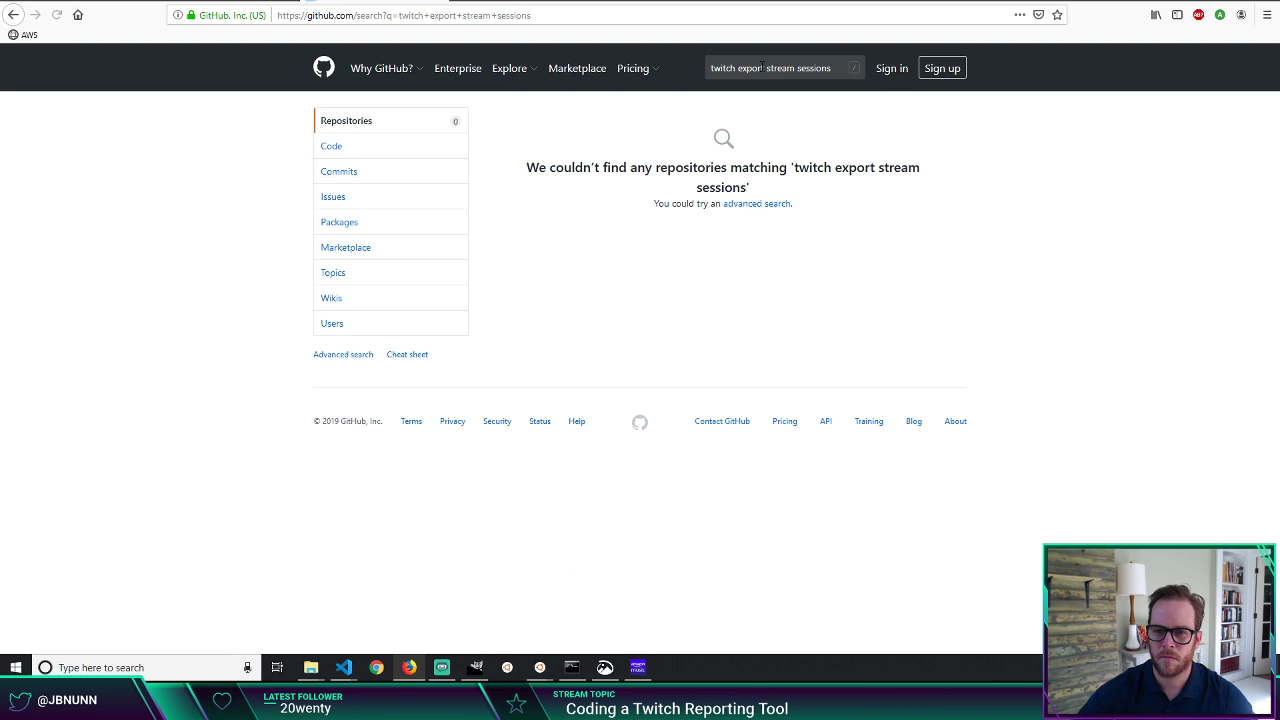 GitHub, Inc. (US)
https://github.com/search?q=twitch+export+stream+sessions
AWS
Why GitHub?
Enterprise
Explore
Marketplace
Pricing
twitch export stream sessions
/
Sign in
Sign up
Repositories
0
Code
Commits
Issues
Packages
Marketplace
Topics
Wikis
Users
Advanced search
Cheat sheet
We couldn't find any repositories matching 'twitch export stream
sessions'
You could try an advanced search.
© 2019 GitHub, Inc.
Terms
Privacy
Security
Status
Help
Contact GitHub
Pricing
API
Training
Blog
About
Type here to search
amazon
music
@JBNUNN
LATEST FOLLOWER
20wenty
STREAM TOPIC
Coding a Twitch Reporting Tool